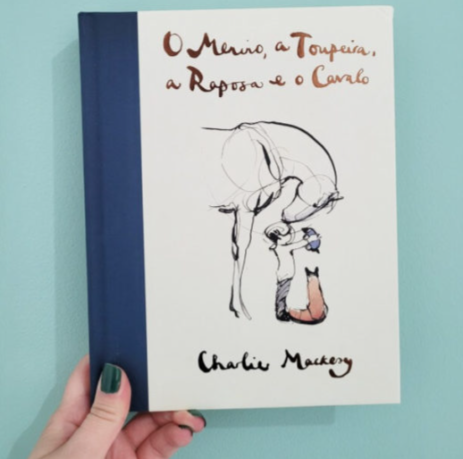 O Menino, a Toupeira,
a Raposa e o Cavalo
Charlie Mackesy